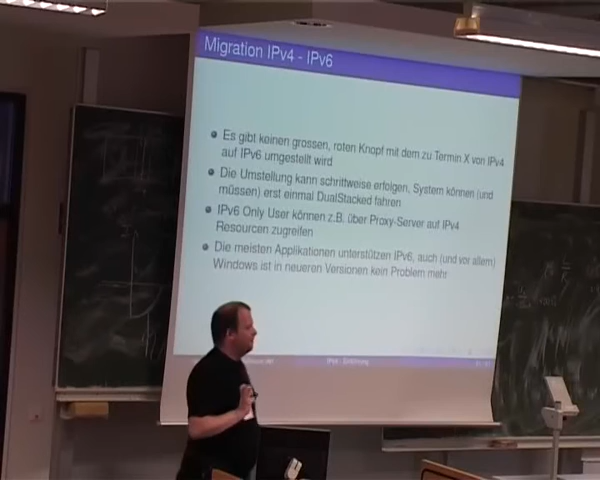 Migration IPv4 - IPv6
Es gibt keinen grossen, roten Knopf mit dem zu Termin X von IPv4
auf IPv6 umgestellt wird
Die Umstellung kann schrittweise erfolgen, System können (und
müssen) erst einmal DualStacked fahren
IPv6 Only User können z.B. über Proxy-Server auf IPv4
Resourcen zugreifen
Die meisten Applikationen unterstützen IPv6, auch (und vor allem)
Windows ist in neueren Versionen kein Problem mehr
IPv6 - Einführung